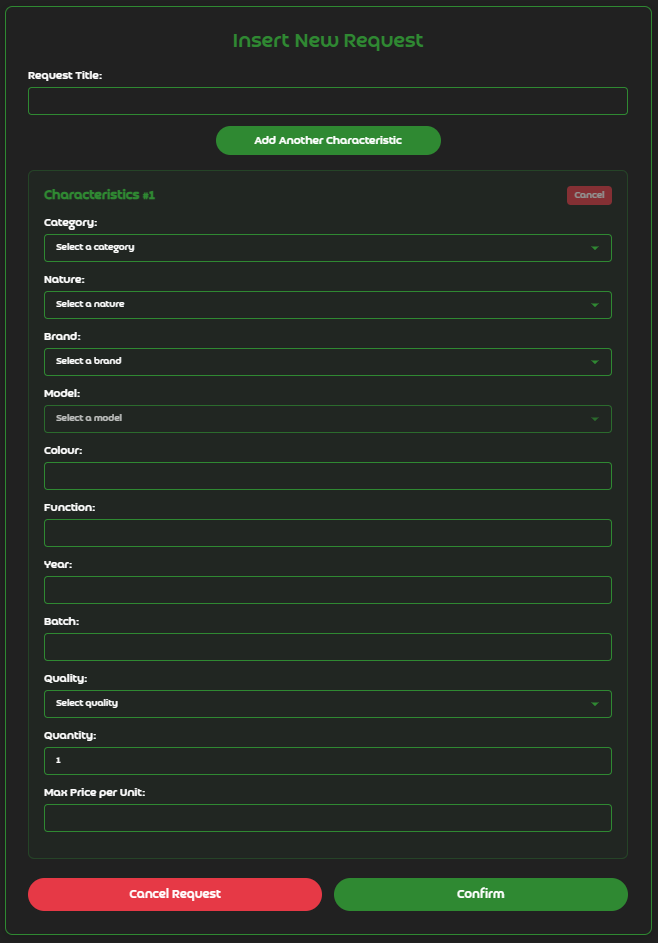 Insert New Request
Request Title:
Add Another Characteristic
Characteristics #1
Cancel
Category:
Select a category
Nature:
Select a nature
Brand:
Select a brand
Model:
Select a model
Colour:
Function:
Year:
Batch:
Quality:
Select quality
Quantity:
1
Max Price per Unit:
Cancel Request
Confirm